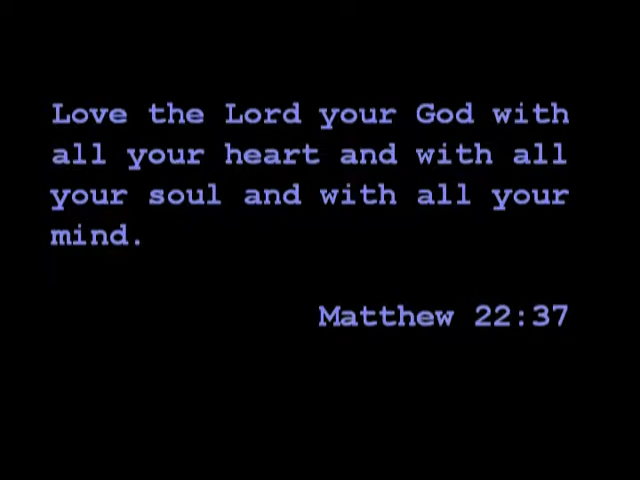 Love the Lord your God with
all your heart and with all
your soul and with all your
mind.
Matthew 22:37